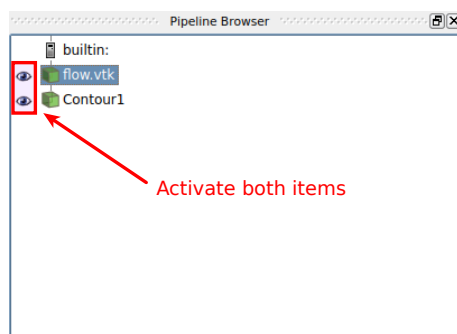 Pipeline Browser
builtin:
flow.vtk
Contour1
Activate both items